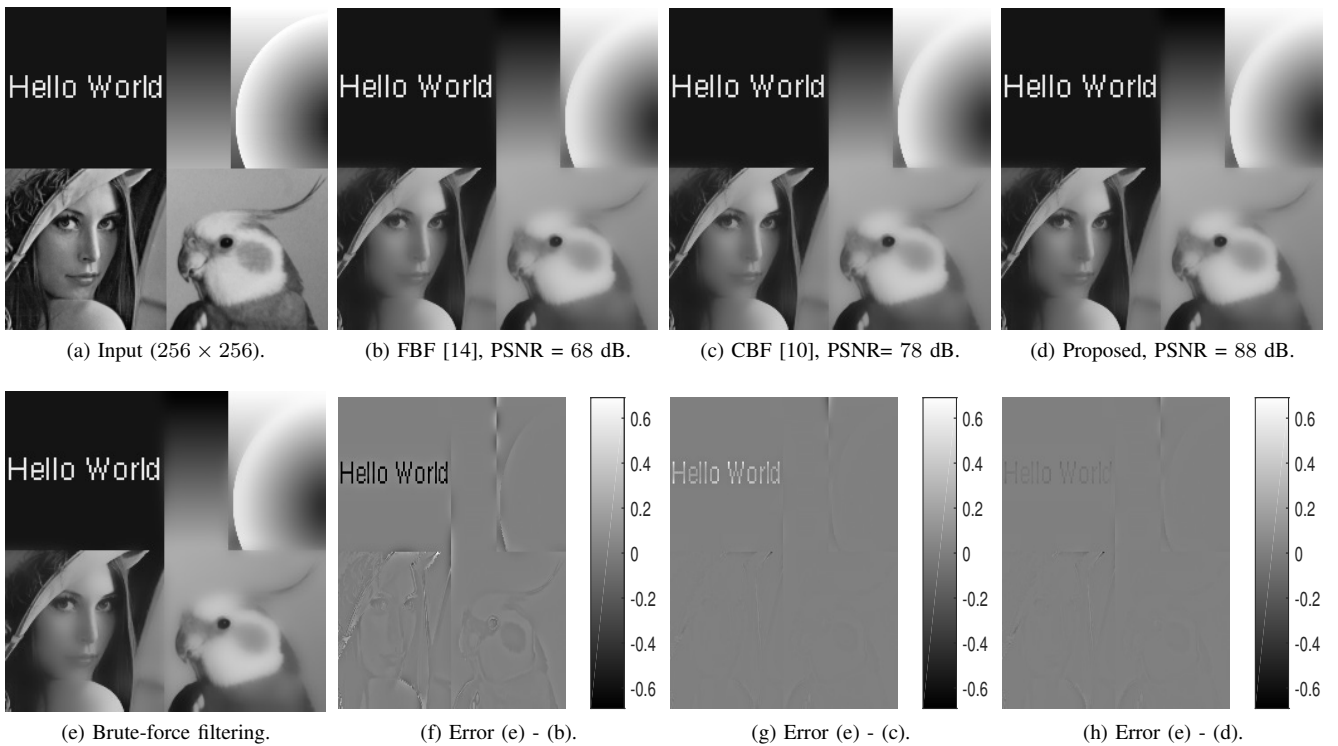 Hello World
Hello World
Hello World
Hello World
(a) Input (256 × 256).
(b) FBF [14], PSNR = 68 dB.
(c) CBF [10], PSNR= 78 dB.
(d) Proposed, PSNR = 88 dB.
Hello World
Hello World
0.6
0.4
0.2
0
-0.2
-0.4
-0.6
Hello World
0.6
0.4
0.2
0
-0.2
-0.4
-0.6
Hello World
0.6
0.4
0.2
0
-0.2
-0.4
-0.6
(e) Brute-force filtering.
(f) Error (e) - (b).
(g) Error (e) - (c).
(h) Error (e) - (d).